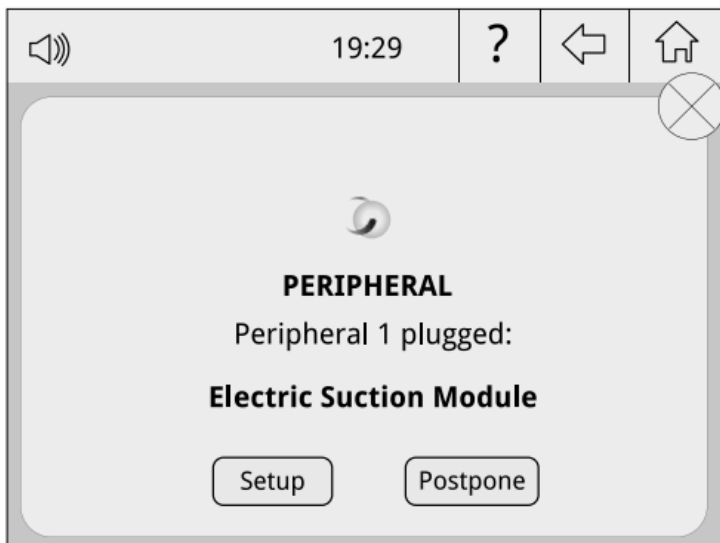 19:29
?
PERIPHERAL
Peripheral 1 plugged:
Electric Suction Module
Setup
Postpone